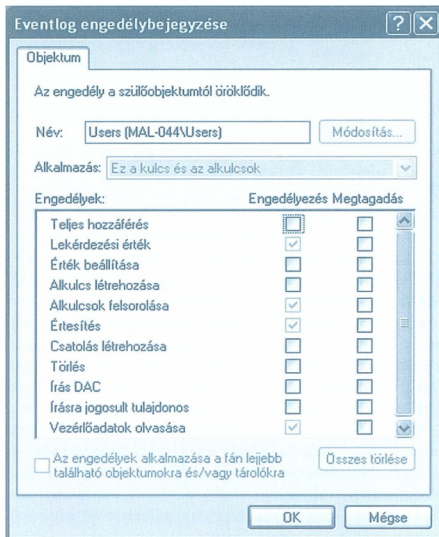 Eventlog engedélybejegyzése
Objektum
Az engedély a szülőobjektumtól öröklődik.
Név: Users (MAL-044\Users) Módosítás...
Alkalmazás: Ez a kulcs és az alkulcsok
Engedélyek: Engedélyezés Megtagadás
Teljes hozzáférés
Lekérdezési érték
Érték beállítása
Alkulcs létrehozása
Alkulcsok felsorolása
Értesítés
Csatolás létrehozása
Törlés
Írás DAC
Írásra jogosult tulajdonos
Vezérlőadatok olvasása
Az engedélyek alkalmazása a fán lejjebb
található objektumokra és/vagy tárolókra
Összes törlése
OK Mégse